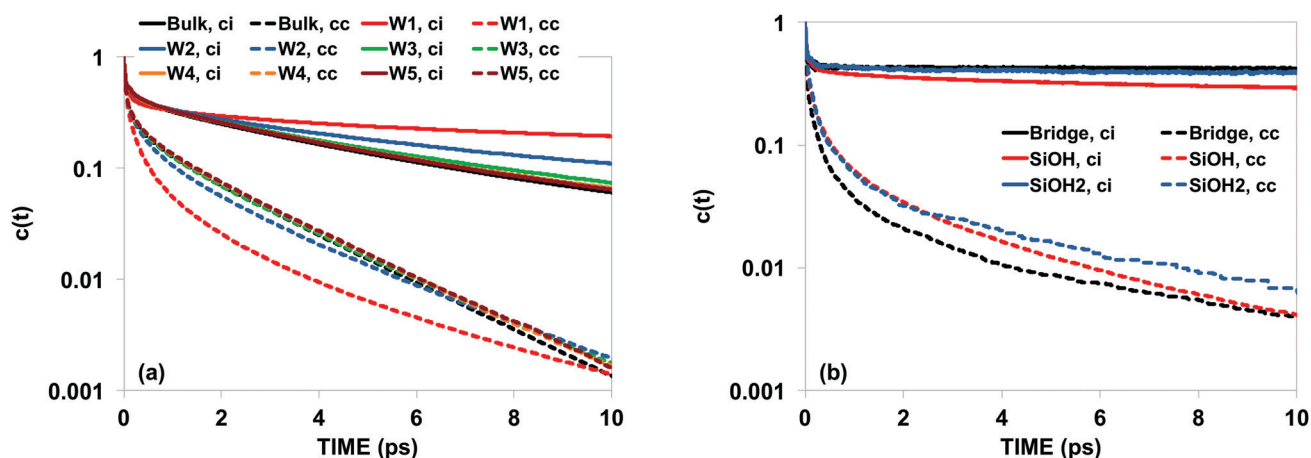 Bulk, ci Bulk, cc W1, ci W1, cc
W2, ci W2, cc W3, ci W3, cc
W4, ci W4, cc W5, ci W5, cc
1
0.1
0.01
0.001
c(t)
(a)
0 2 4 6 8 10
TIME (ps)
1
0.1
0.01
0.001
c(t)
Bridge, ci Bridge, cc
SiOH, ci SiOH, cc
SiOH2, ci SiOH2, cc
(b)
0 2 4 6 8 10
TIME (ps)